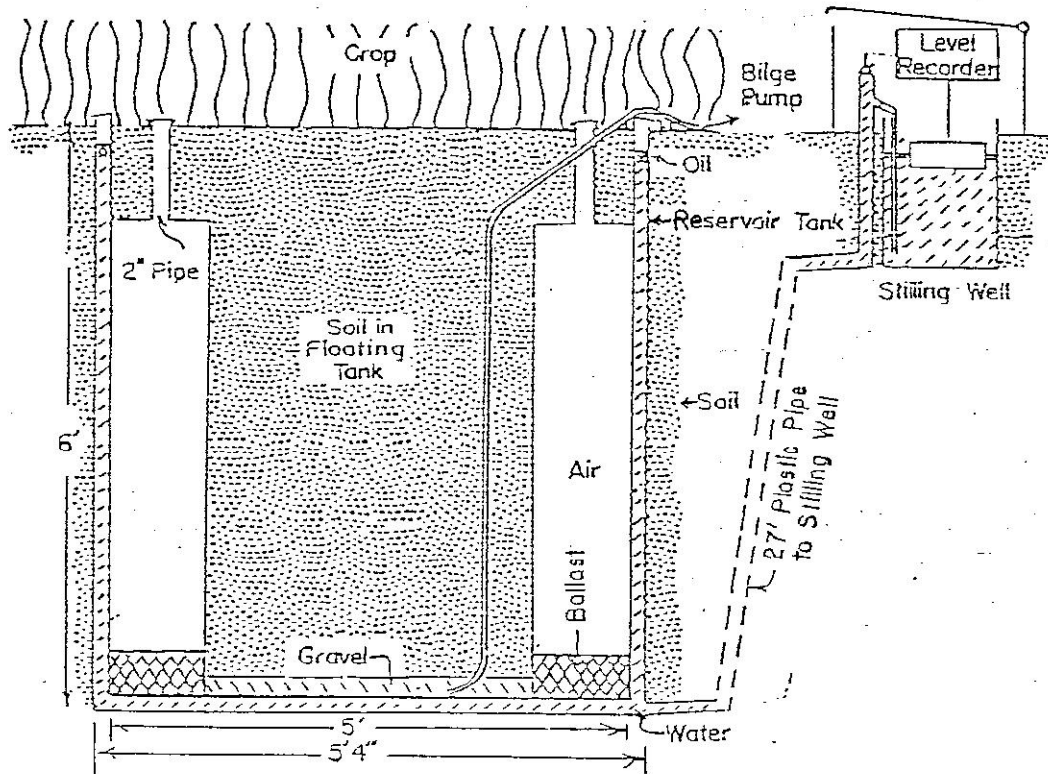 Crop
Level
Recorder
Bilge
Pump
Oil
Reservoir Tank
2" Pipe
Stilling Well
Soil in
Floating
Tank
Soil
6'
Air
27' Plastic Pipe
to Stilling Well
Ballast
Gravel
5'
Water
5'4"